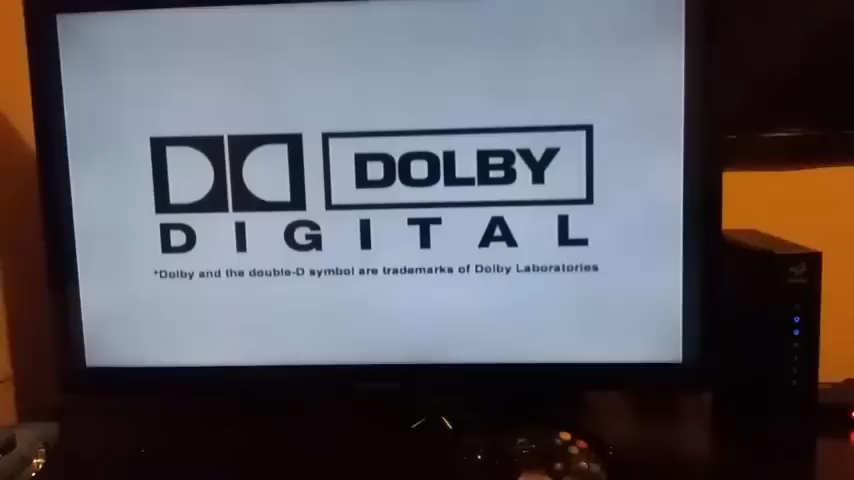 DOLBY
DIGITAL
*Dolby and the double-D symbol are trademarks of Dolby Laboratories